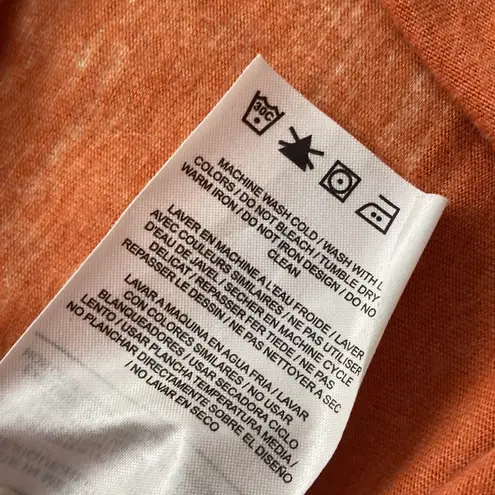 30C
MACHINE WASH COLD / WASH WITH L
COLORS / DO NOT BLEACH / TUMBLE DRY
WARM IRON / DO NOT IRON DESIGN / DO NO
CLEAN
LAVER EN MACHINE A L'EAU FROIDE / LAVER
AVEC COULEURS SIMILAIRES / NE PAS UTILISER
D'EAU DE JAVEL / SECHER EN MACHINE CYCLE
DELICAT / REPASSER FER TIEDE / NE PAS
REPASSER LE DESSIN / NE PAS NETTOYER A SEC
LAVAR A MAQUINA EN AGUA FRIA / LAVAR
CON COLORES SIMILARES / NO USAR
BLANQUEADORES / USAR SECADORA CICLO
LENTO / USAR PLANCHA TEMPERATURA MEDIA /
NO PLANCHAR DIRECTAMENTE SOBRE EL DISEÑO
/ NO LAVAR EN SECO